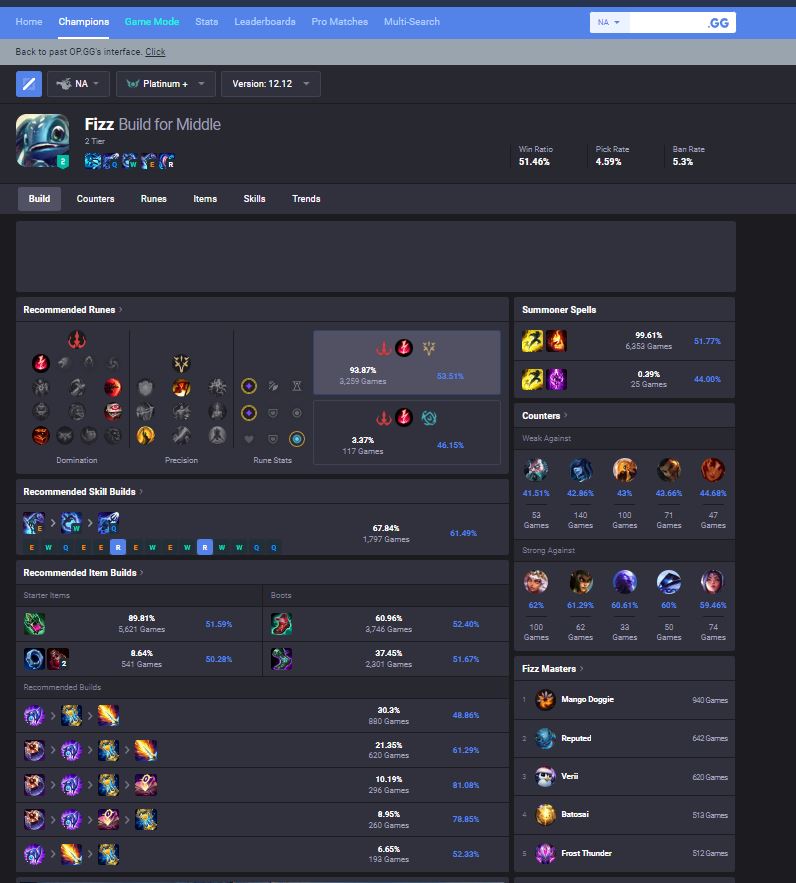 Home Champions Game Mode Stats Leaderboards Pro Matches Multi-Search NA .GG
Back to past OP.GG's interface. Click
NA Platinum + Version: 12.12
Fizz Build for Middle
2 Tier
2 Q W E R
Win Ratio Pick Rate Ban Rate
51.46% 4.59% 5.3%
Build Counters Runes Items Skills Trends
Recommended Runes
93.87%
3,259 Games
53.51%
3.37%
117 Games
46.15%
Domination Precision Rune Stats
Recommended Skill Builds
E W Q
67.84%
1,797 Games
61.49%
E W Q E E R E W E W R W W Q Q
Recommended Item Builds
Starter Items
89.81%
5,621 Games
51.59%
2
8.64%
541 Games
50.28%
Boots
60.96%
3,746 Games
52.40%
37.45%
2,301 Games
51.67%
Recommended Builds
30.3%
880 Games
48.86%
21.35%
620 Games
61.29%
10.19%
296 Games
81.08%
8.95%
260 Games
78.85%
6.65%
193 Games
52.33%
Summoner Spells
99.61%
6,353 Games
51.77%
0.39%
25 Games
44.00%
Counters
Weak Against
41.51% 42.86% 43% 43.66% 44.68%
53 140 100 71 47
Games Games Games Games Games
Strong Against
62% 61.29% 60.61% 60% 59.46%
100 62 33 50 74
Games Games Games Games Games
Fizz Masters
1 Mango Doggie 940 Games
2 Reputed 642 Games
3 Verii 620 Games
4 Batosai 513 Games
5 Frost Thunder 512 Games